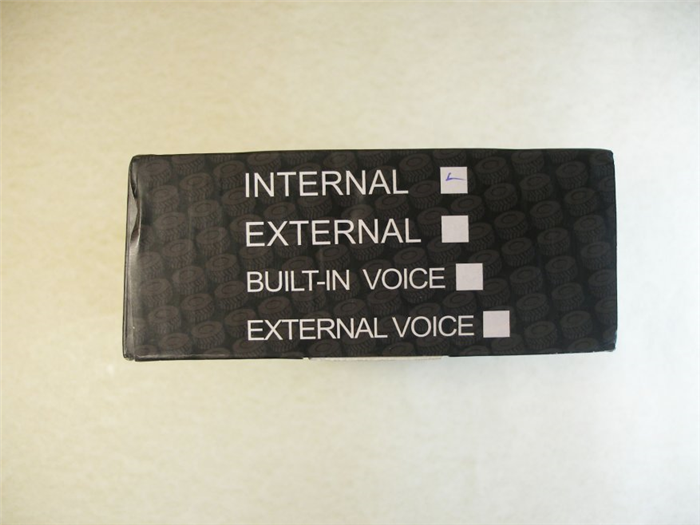 INTERNAL
EXTERNAL
BUILT-IN VOICE
EXTERNAL VOICE